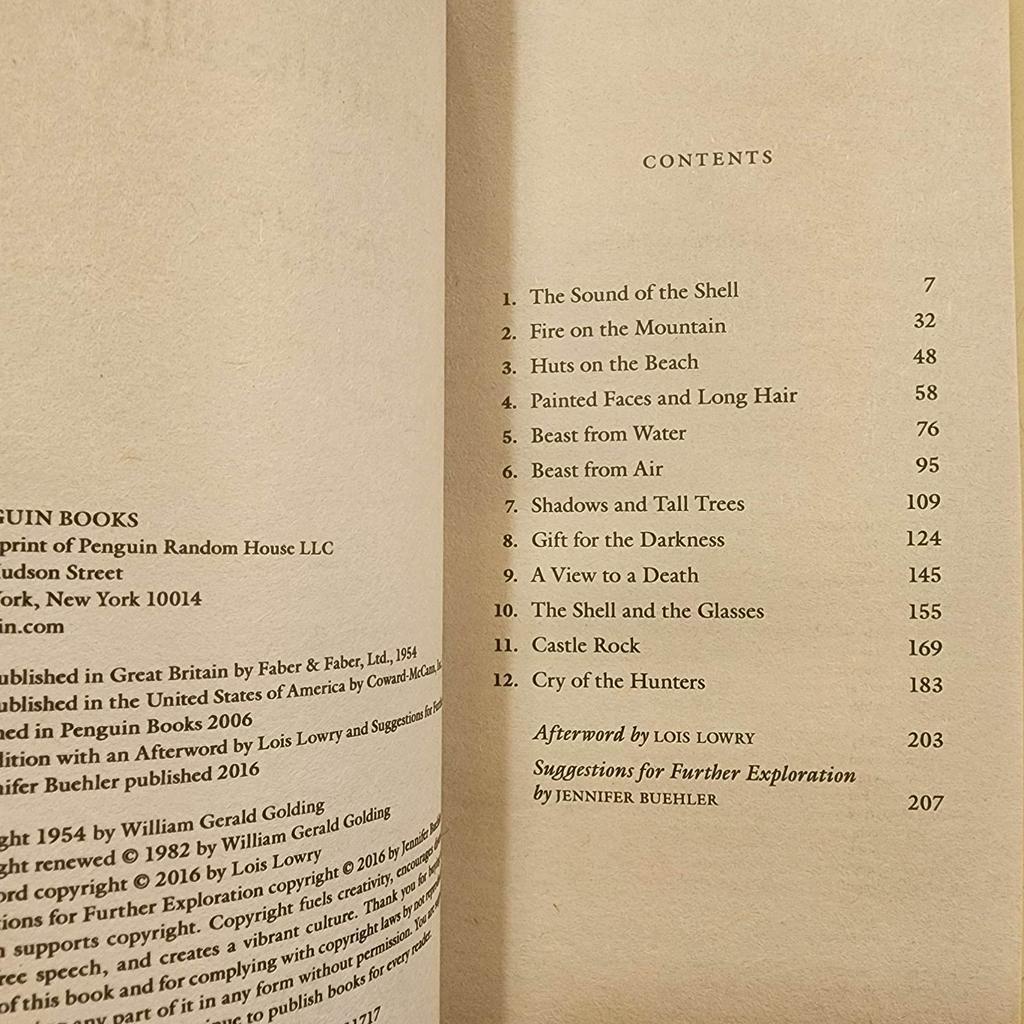 GUIN BOOKS
print of Penguin Random House LLC
udson Street
ork, New York 10014
in.com
ublished in Great Britain by Faber & Faber, Ltd., 1954
ublished in the United States of America by Coward-McCann,
hed in Penguin Books 2006
dition with an Afterword by Lois Lowry and Suggestions for
nifer Buehler published 2016
ght 1954 by William Gerald Golding
ght renewed © 1982 by William Gerald Golding
ord copyright © 2016 by Lois Lowry
tions for Further Exploration copyright © 2016 by Jennifer
supports copyright. Copyright fuels creativity, encourages
ree speech, and creates a vibrant culture. Thank you for
of this book and for complying with copyright laws by not
any part of it in any form without permission. You are
ue to publish books for every reader.
1717
CONTENTS
1. The Sound of the Shell 7
2. Fire on the Mountain 32
3. Huts on the Beach 48
4. Painted Faces and Long Hair 58
5. Beast from Water 76
6. Beast from Air 95
7. Shadows and Tall Trees 109
8. Gift for the Darkness 124
9. A View to a Death 145
10. The Shell and the Glasses 155
11. Castle Rock 169
12. Cry of the Hunters 183
Afterword by LOIS LOWRY 203
Suggestions for Further Exploration
by JENNIFER BUEHLER 207